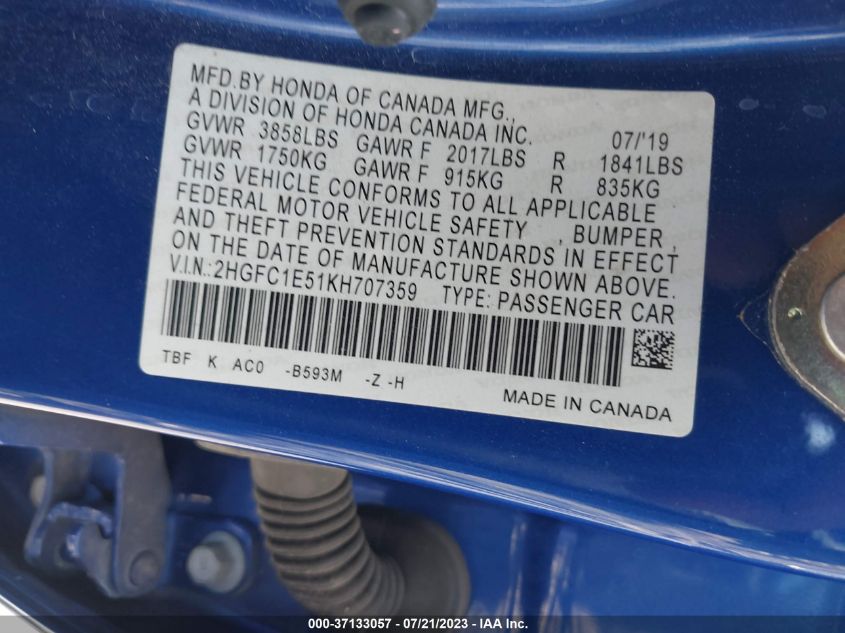 MFD.BY HONDA OF CANADA MFG.,
A DIVISION OF HONDA CANADA INC. 07/'19
GVWR 3858LBS GAWR F 2017LBS R 1841LBS
GVWR 1750KG GAWR F 915KG R 835KG
THIS VEHICLE CONFORMS TO ALL APPLICABLE
FEDERAL MOTOR VEHICLE SAFETY , BUMPER ,
AND THEFT PREVENTION STANDARDS IN EFFECT
ON THE DATE OF MANUFACTURE SHOWN ABOVE.
V.I.N.:2HGFC1E51KH707359 TYPE: PASSENGER CAR
TBF K AC0 -B593M -Z -H
MADE IN CANADA
000-37133057 / 07/21/2023 / IAAI.COM